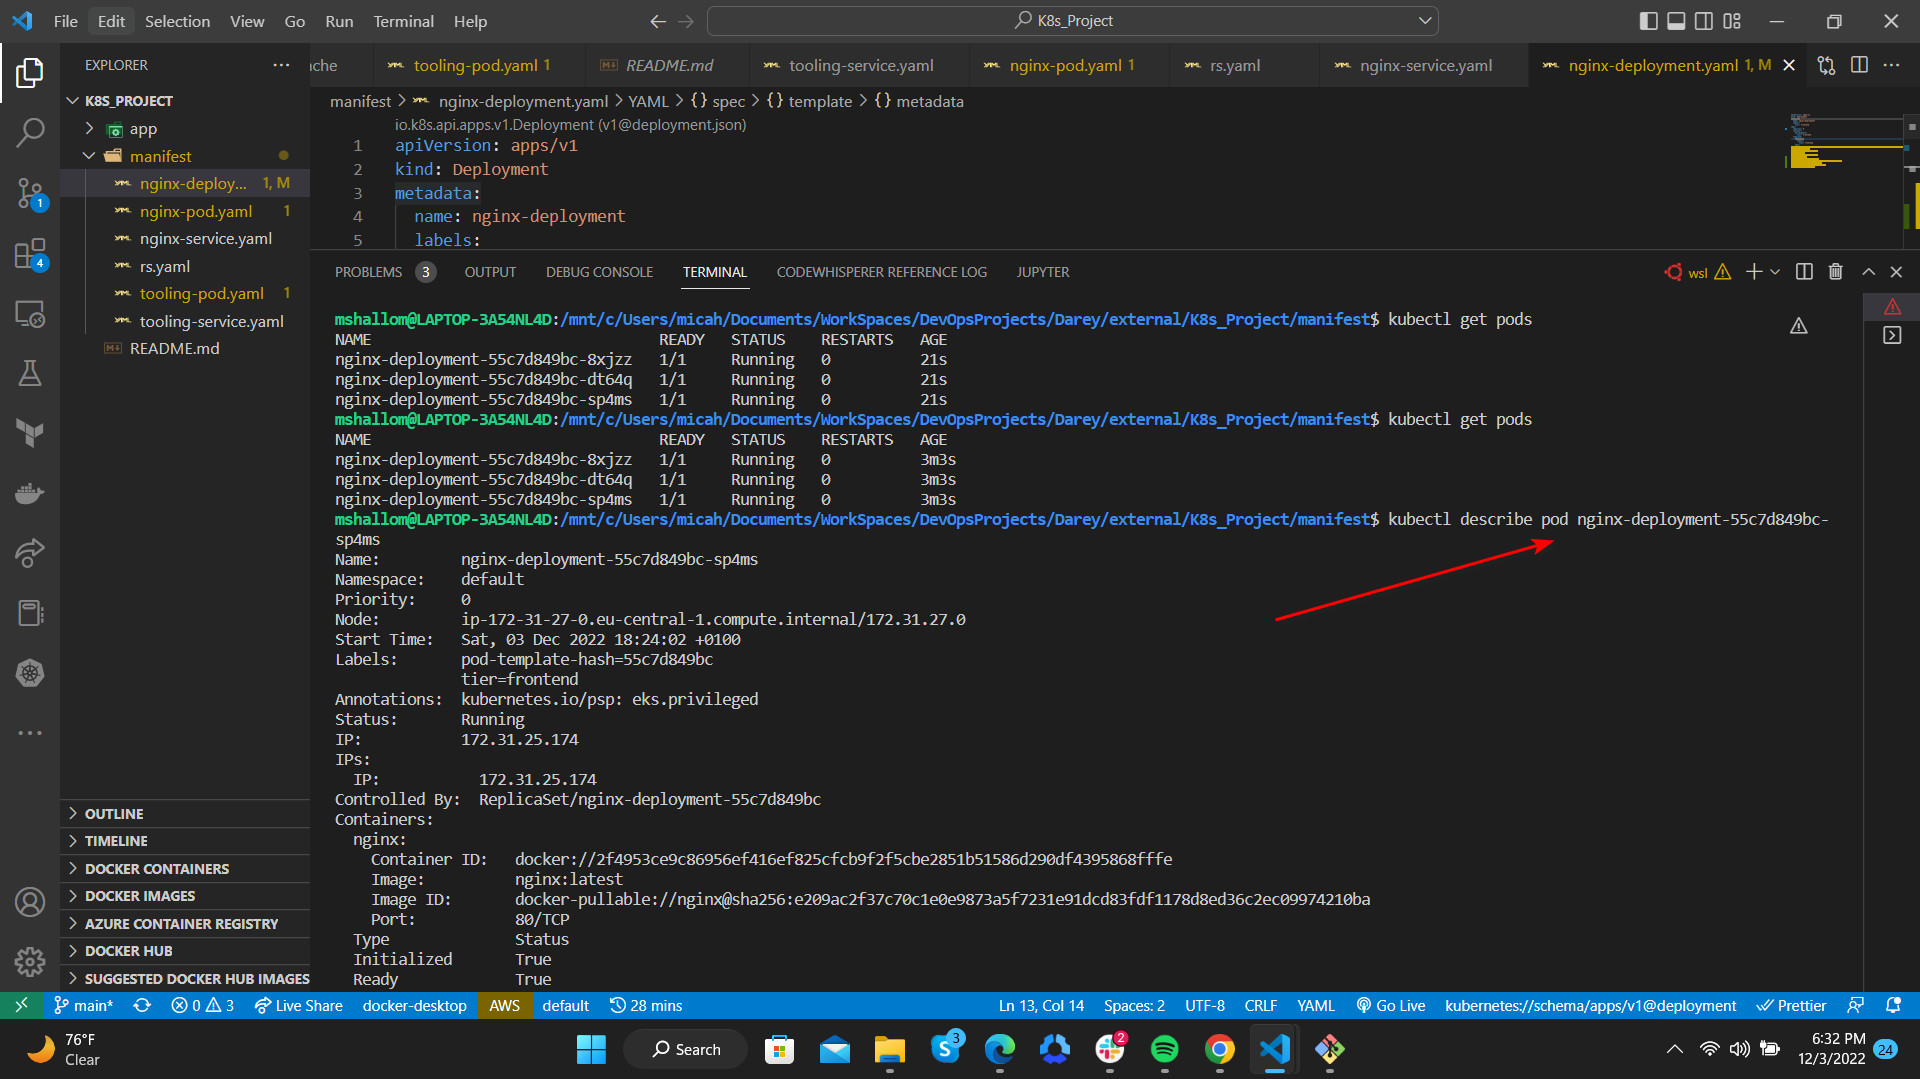 File Edit Selection View Go Run Terminal Help
K8s_Project
EXPLORER
K8S_PROJECT
app
manifest
nginx-deploy... 1, M
nginx-pod.yaml 1
nginx-service.yaml
rs.yaml
tooling-pod.yaml 1
tooling-service.yaml
README.md
OUTLINE
TIMELINE
DOCKER CONTAINERS
DOCKER IMAGES
AZURE CONTAINER REGISTRY
DOCKER HUB
SUGGESTED DOCKER HUB IMAGES
1
4
che tooling-pod.yaml 1 README.md tooling-service.yaml nginx-pod.yaml 1 rs.yaml nginx-service.yaml nginx-deployment.yaml 1, M
manifest > nginx-deployment.yaml > YAML > {} spec > {} template > {} metadata
io.k8s.api.apps.v1.Deployment (v1@deployment.json)
1 apiVersion: apps/v1
2 kind: Deployment
3 metadata:
4 name: nginx-deployment
5 labels:
PROBLEMS 3 OUTPUT DEBUG CONSOLE TERMINAL CODEWHISPERER REFERENCE LOG JUPYTER wsl
mshallom@LAPTOP-3A54NL4D:/mnt/c/Users/micah/Documents/WorkSpaces/DevOpsProjects/Darey/external/K8s_Project/manifest$ kubectl get pods
NAME READY STATUS RESTARTS AGE
nginx-deployment-55c7d849bc-8xjzz 1/1 Running 0 21s
nginx-deployment-55c7d849bc-dt64q 1/1 Running 0 21s
nginx-deployment-55c7d849bc-sp4ms 1/1 Running 0 21s
mshallom@LAPTOP-3A54NL4D:/mnt/c/Users/micah/Documents/WorkSpaces/DevOpsProjects/Darey/external/K8s_Project/manifest$ kubectl get pods
NAME READY STATUS RESTARTS AGE
nginx-deployment-55c7d849bc-8xjzz 1/1 Running 0 3m3s
nginx-deployment-55c7d849bc-dt64q 1/1 Running 0 3m3s
nginx-deployment-55c7d849bc-sp4ms 1/1 Running 0 3m3s
mshallom@LAPTOP-3A54NL4D:/mnt/c/Users/micah/Documents/WorkSpaces/DevOpsProjects/Darey/external/K8s_Project/manifest$ kubectl describe pod nginx-deployment-55c7d849bc-
sp4ms
Name: nginx-deployment-55c7d849bc-sp4ms
Namespace: default
Priority: 0
Node: ip-172-31-27-0.eu-central-1.compute.internal/172.31.27.0
Start Time: Sat, 03 Dec 2022 18:24:02 +0100
Labels: pod-template-hash=55c7d849bc
tier=frontend
Annotations: kubernetes.io/psp: eks.privileged
Status: Running
IP: 172.31.25.174
IPs:
IP: 172.31.25.174
Controlled By: ReplicaSet/nginx-deployment-55c7d849bc
Containers:
nginx:
Container ID: docker://2f4953ce9c86956ef416ef825cfcb9f2f5cbe2851b51586d290df4395868fffe
Image: nginx:latest
Image ID: docker-pullable://nginx@sha256:e209ac2f37c70c1e0e9873a5f7231e91dcd83fdf1178d8ed36c2ec09974210ba
Port: 80/TCP
Type Status
Initialized True
Ready True
main* 0 3 Live Share docker-desktop AWS default 28 mins Ln 13, Col 14 Spaces: 2 UTF-8 CRLF YAML Go Live kubernetes://schema/apps/v1@deployment Prettier
76°F
Clear
Search
3
2
6:32 PM
12/3/2022
24